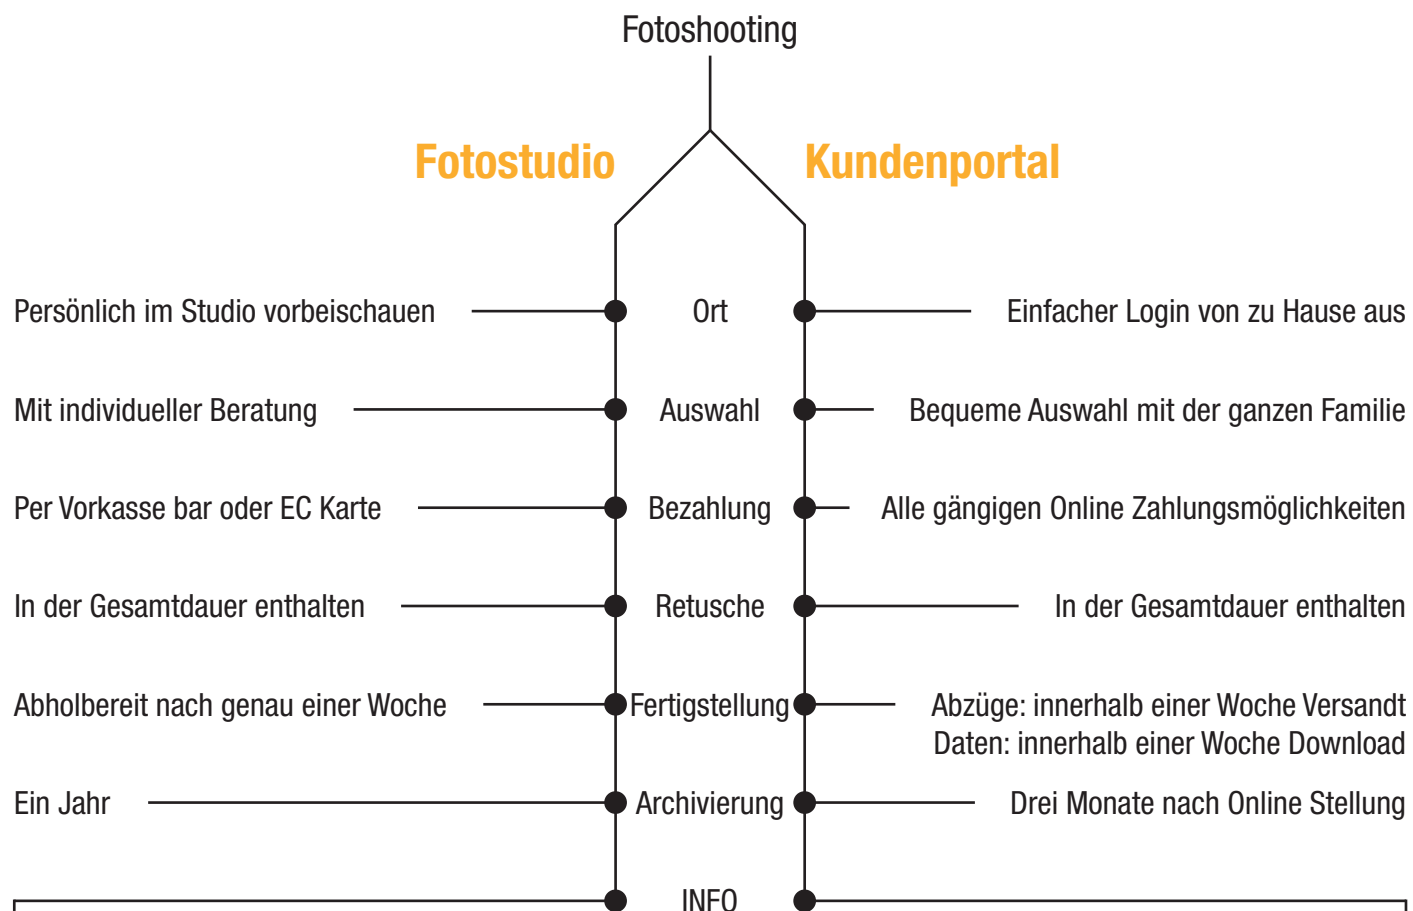 Fotoshooting
Fotostudio
Kundenportal
Persönlich im Studio vorbeischauen
Ort
Einfacher Login von zu Hause aus
Mit individueller Beratung
Auswahl
Bequeme Auswahl mit der ganzen Familie
Per Vorkasse bar oder EC Karte
Bezahlung
Alle gängigen Online Zahlungsmöglichkeiten
In der Gesamtdauer enthalten
Retusche
In der Gesamtdauer enthalten
Abholbereit nach genau einer Woche
Fertigstellung
Abzüge: innerhalb einer Woche Versandt
Daten: innerhalb einer Woche Download
Ein Jahr
Archivierung
Drei Monate nach Online Stellung
INFO